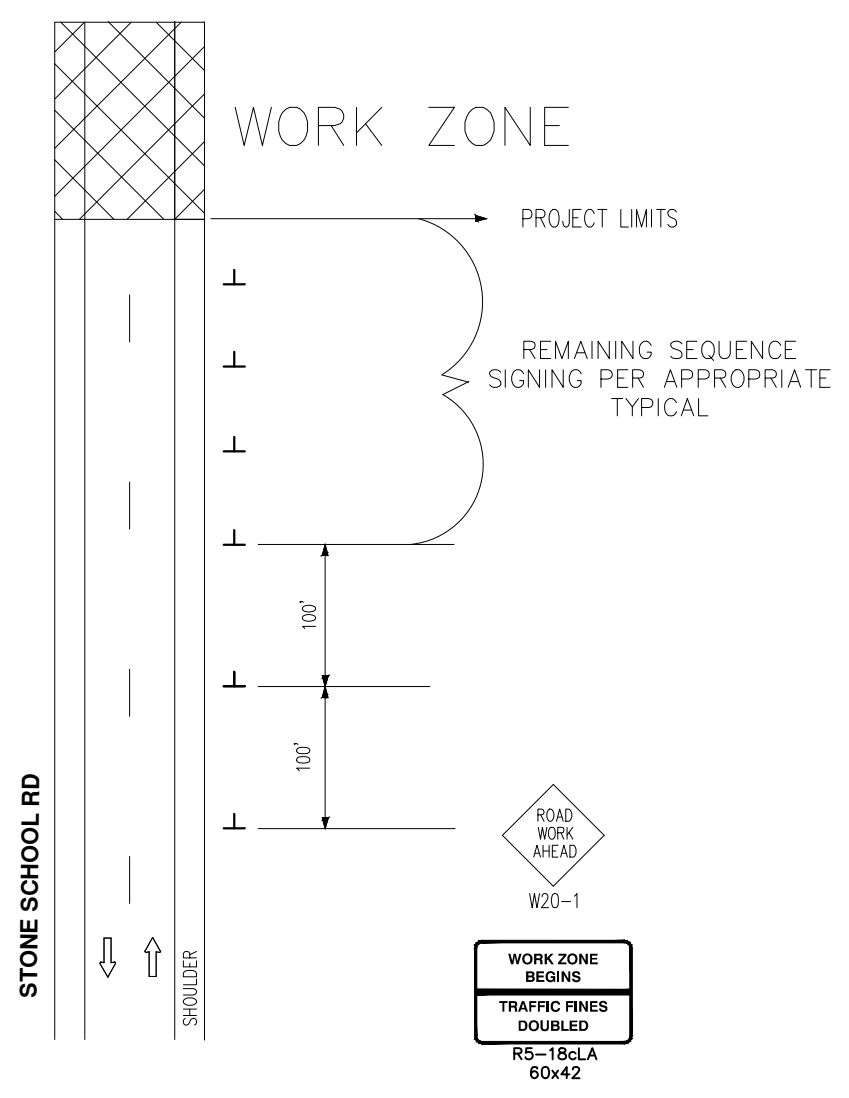 WORK ZONE
PROJECT LIMITS
REMAINING SEQUENCE
SIGNING PER APPROPRIATE
TYPICAL
100'
100'
STONE SCHOOL RD
SHOULDER
ROAD
WORK
AHEAD
W20-1
WORK ZONE
BEGINS
TRAFFIC FINES
DOUBLED
R5-18cLA
60x42